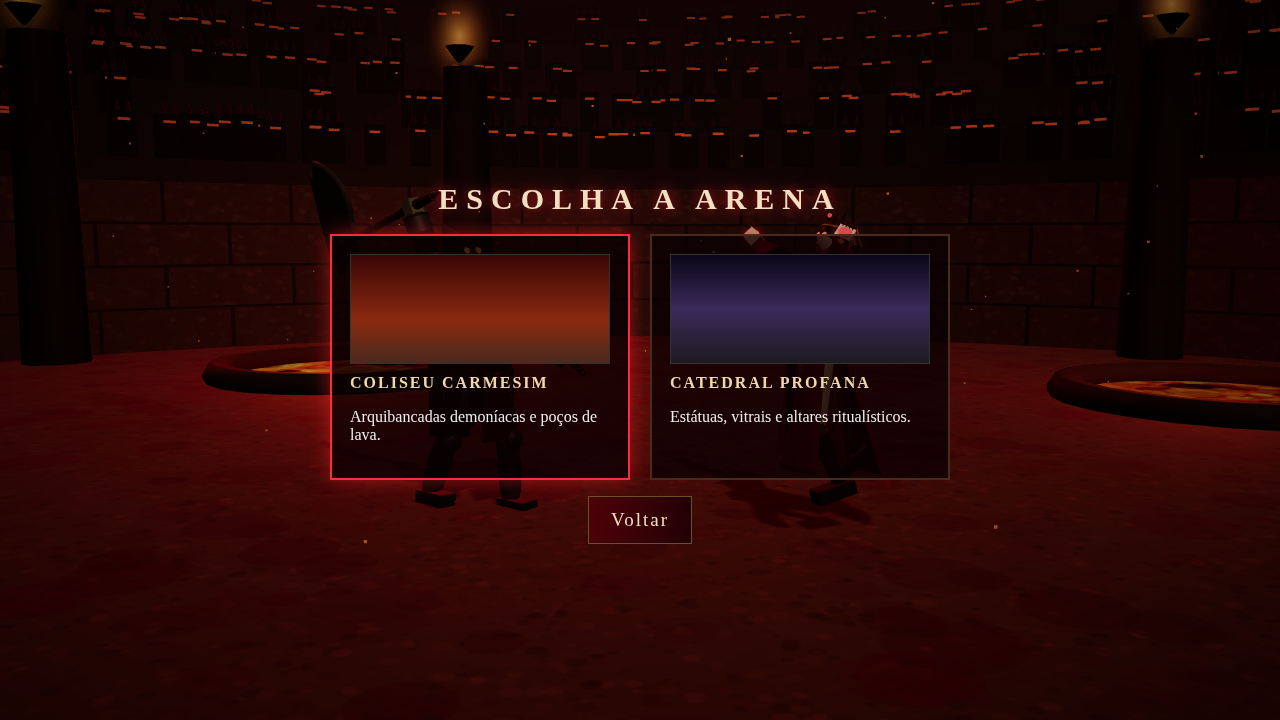 ESCOLHA A ARENA
COLISEU CARMESIM
Arquibancadas demoníacas e poços de
lava.
CATEDRAL PROFANA
Estátuas, vitrais e altares ritualísticos.
Voltar